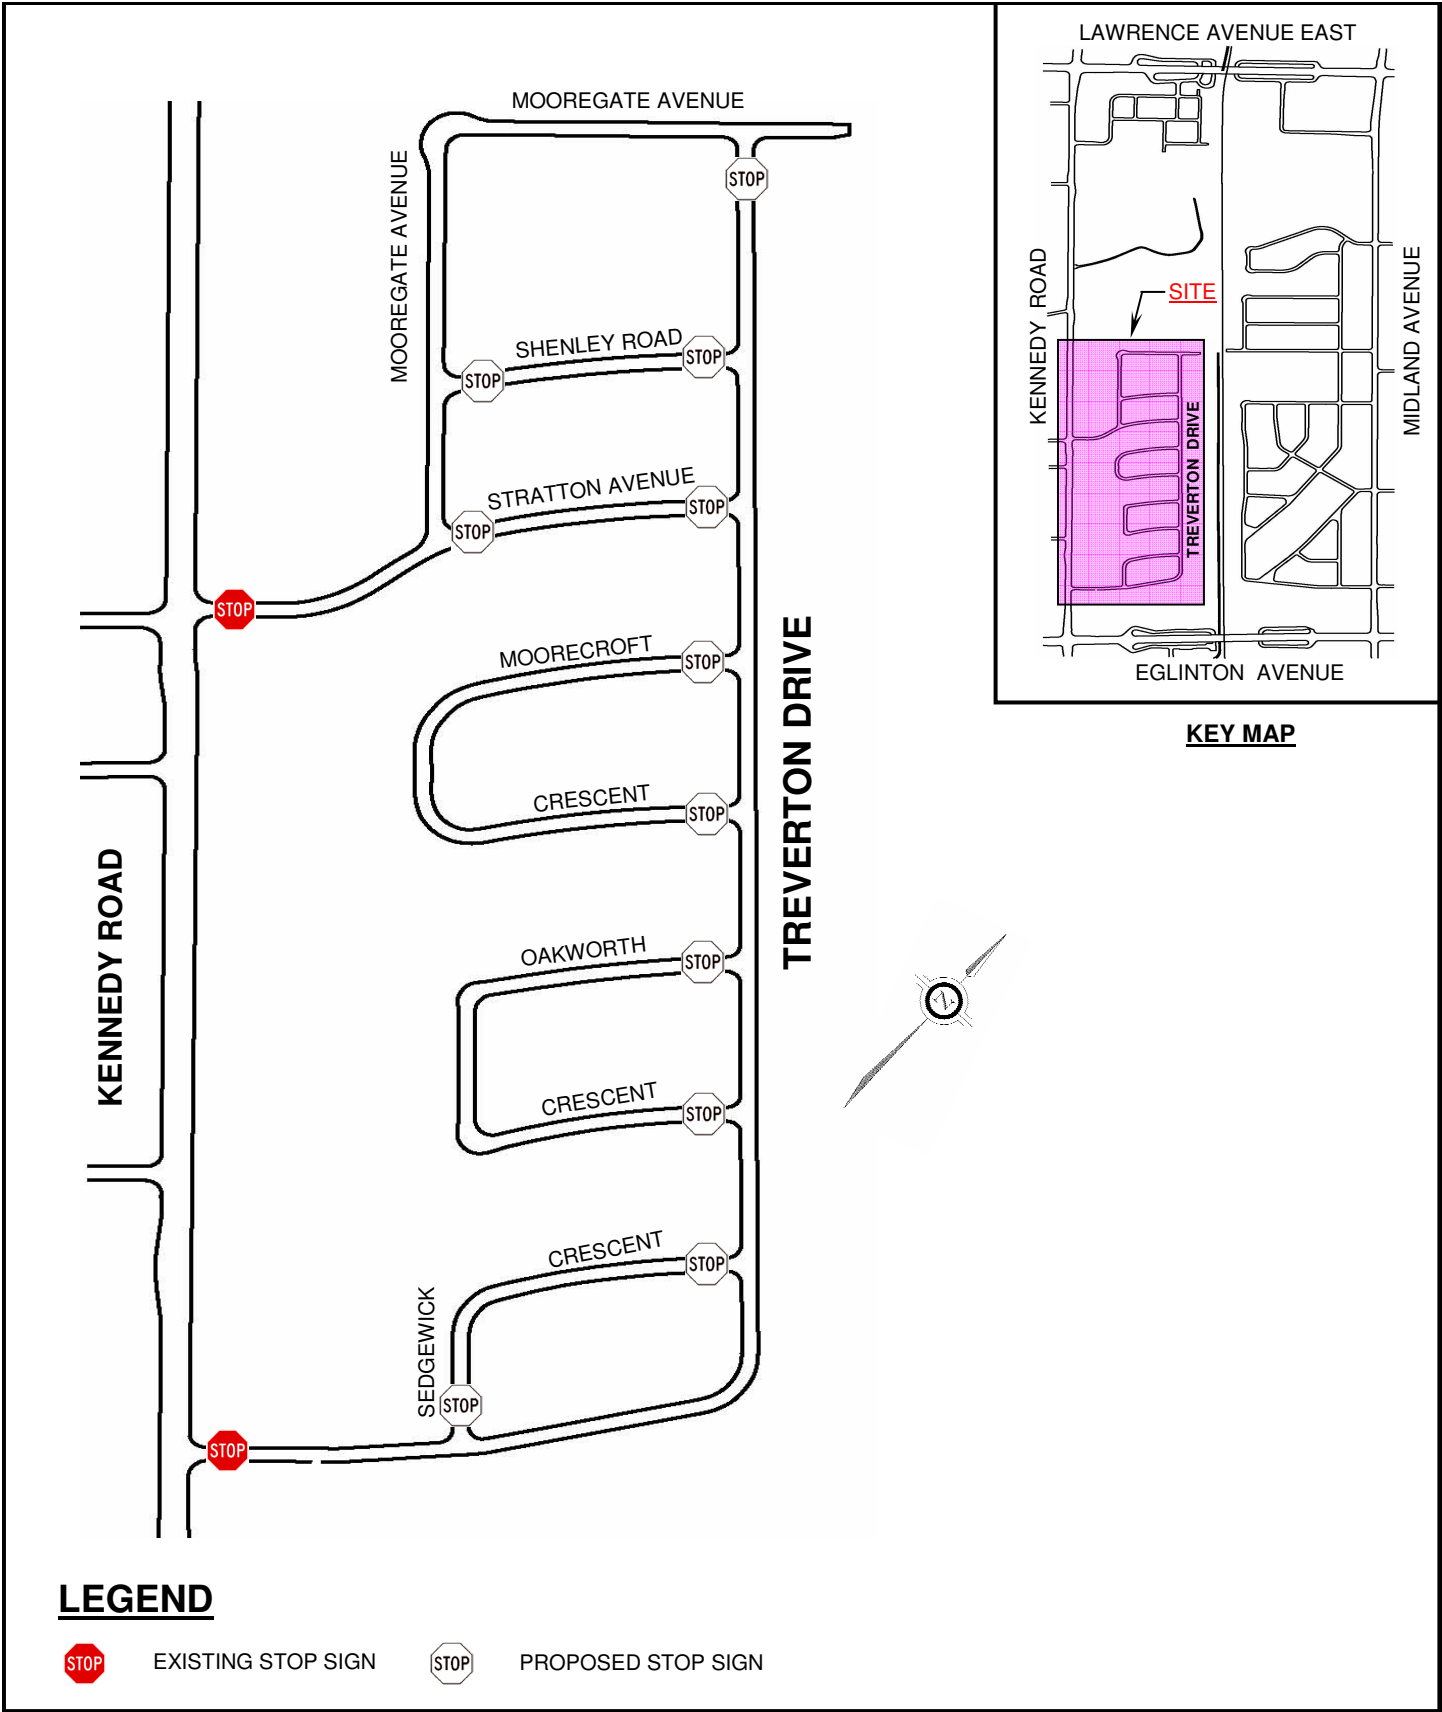 LAWRENCE AVENUE EAST
MOOREGATE AVENUE
MOOREGATE AVENUE
STOP
KENNEDY ROAD
MIDLAND AVENUE
SITE
SHENLEY ROAD
STOP
STOP
TREVERTON DRIVE
STRATTON AVENUE
STOP
STOP
STOP
MOORECROFT
STOP
EGLINTON AVENUE
KEY MAP
TREVERTON DRIVE
CRESCENT
STOP
KENNEDY ROAD
OAKWORTH
STOP
Z
CRESCENT
STOP
CRESCENT
STOP
SEDGEWICK
STOP
STOP
LEGEND
STOP EXISTING STOP SIGN STOP PROPOSED STOP SIGN